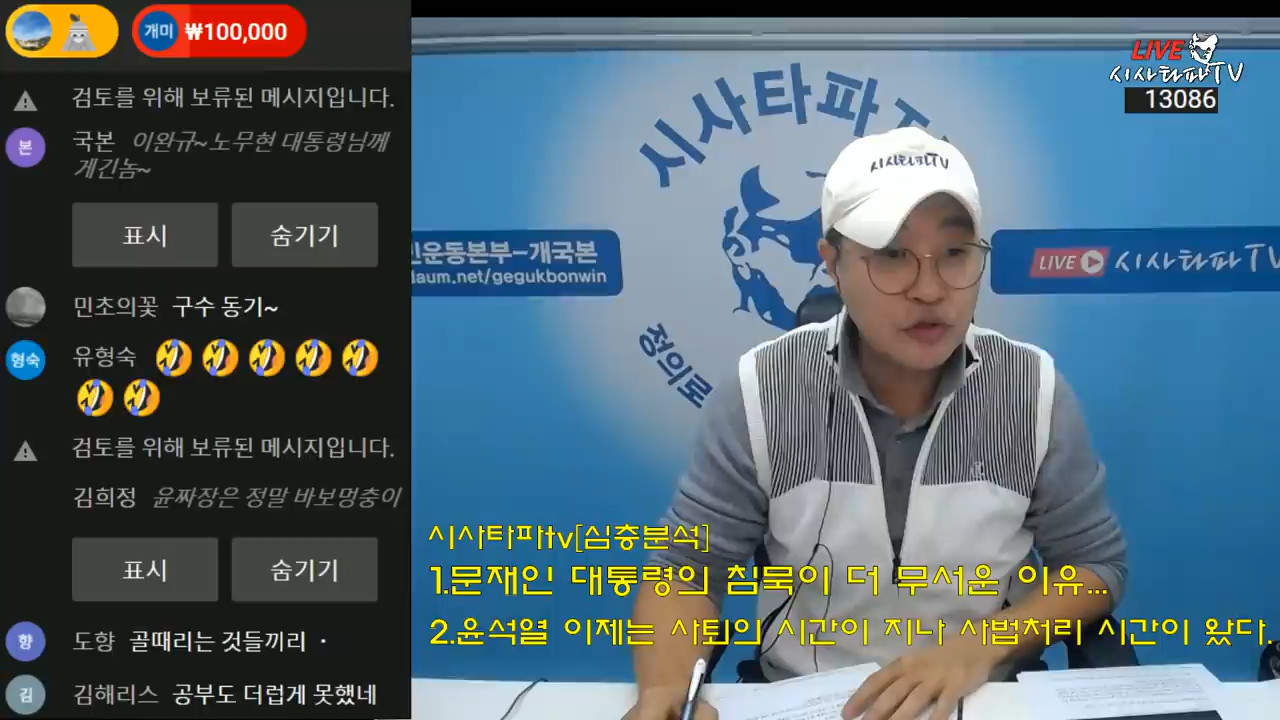 개미 ₩100,000
검토를 위해 보류된 메시지입니다.
본 국본 이완규~노무현 대통령님께
게긴놈~
표시 숨기기
민초의꽃 구수 동기~
형숙 유형숙
검토를 위해 보류된 메시지입니다.
김희정 윤짜장은 정말 바보멍충이
표시 숨기기
향 도향 골때리는 것들끼리 ·
김 김해리스 공부도 더럽게 못했네
LIVE
시사타파TV
13086
시사타파
시사타파TV
민운동본부-개국본
daum.net/gegukbonwin
LIVE 시사타파TV
정의로
시사타파tv[심층분석]
1.문재인 대통령의 침묵이 더 무서운 이유...
2.윤석열 이제는 사퇴의 시간이 지나 사법처리 시간이 왔다.